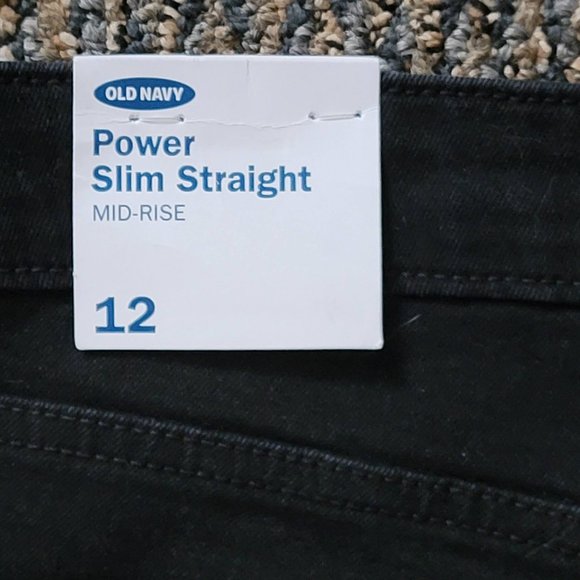 OLD NAVY
Power
Slim Straight
MID-RISE
12